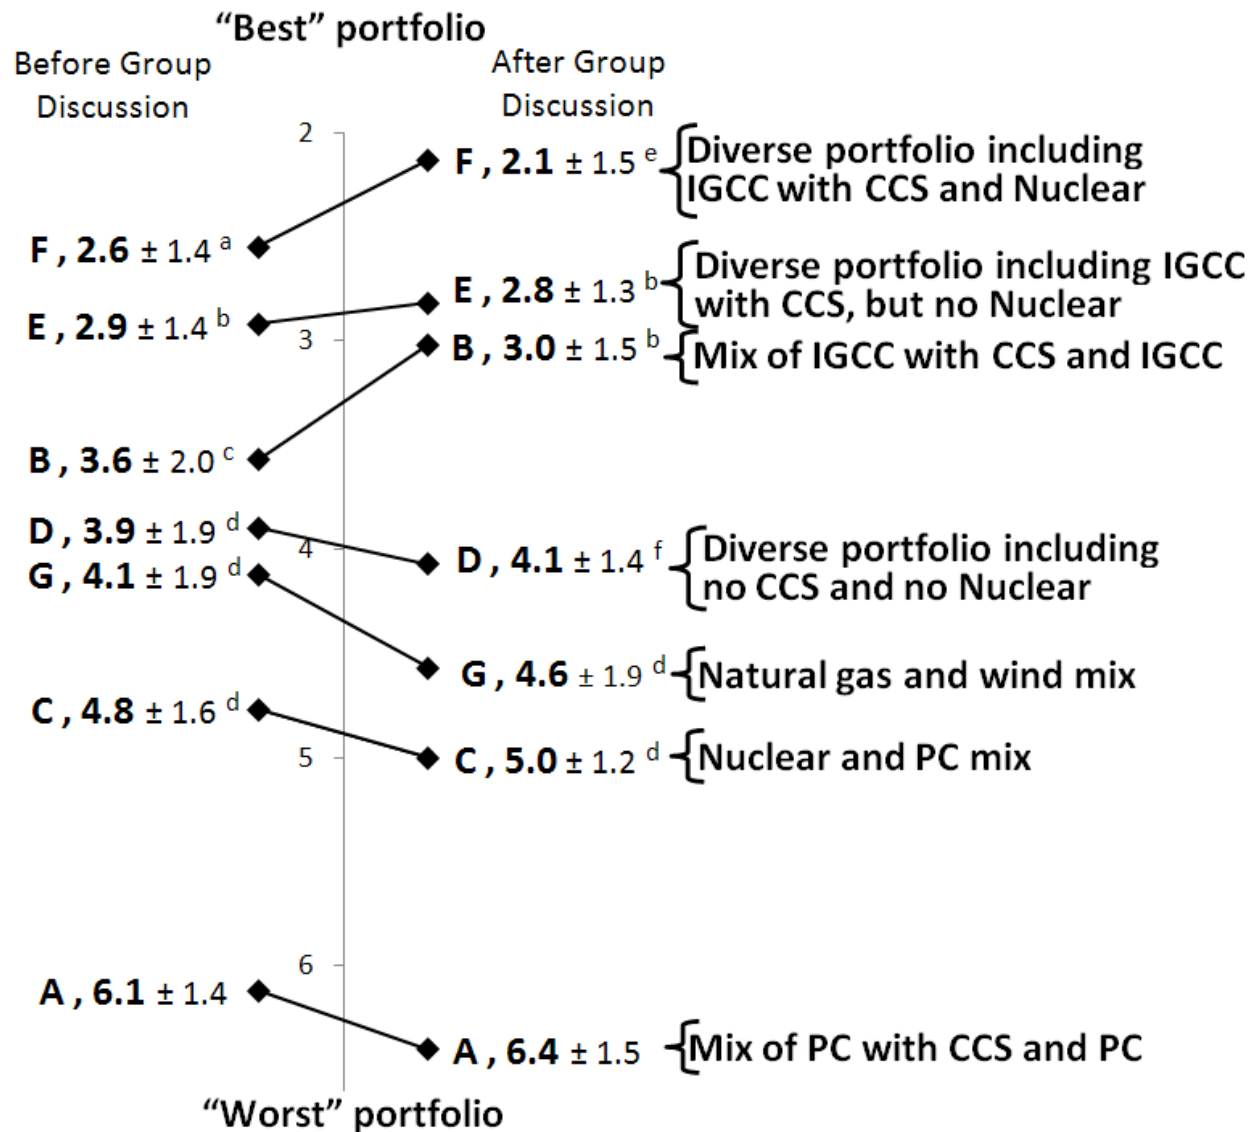 “Best” portfolio
Before Group
Discussion
After Group
Discussion
2
F , 2.1 ± 1.5 e
Diverse portfolio including
IGCC with CCS and Nuclear
F , 2.6 ± 1.4 a
E , 2.8 ± 1.3 b
Diverse portfolio including IGCC
with CCS, but no Nuclear
E , 2.9 ± 1.4 b
3
B , 3.0 ± 1.5 b
Mix of IGCC with CCS and IGCC
B , 3.6 ± 2.0 c
D , 3.9 ± 1.9 d
4
D , 4.1 ± 1.4 f
Diverse portfolio including
no CCS and no Nuclear
G , 4.1 ± 1.9 d
G , 4.6 ± 1.9 d
Natural gas and wind mix
C , 4.8 ± 1.6 d
5
C , 5.0 ± 1.2 d
Nuclear and PC mix
6
A , 6.1 ± 1.4
A , 6.4 ± 1.5
Mix of PC with CCS and PC
“Worst” portfolio